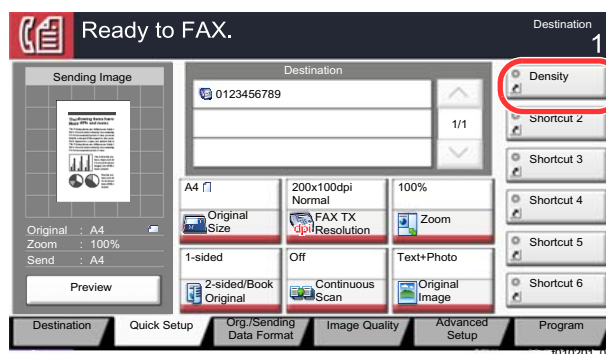 Ready to FAX.
Destination
1
Sending Image
Original : A4
Zoom : 100%
Send : A4
Preview
Destination
0123456789
1/1
A4
Original
Size
200x100dpi
Normal
FAX TX
dpi Resolution
100%
Zoom
1-sided
2-sided/Book
Original
Off
Continuous
Scan
Text+Photo
Original
Image
Density
Shortcut 2
Shortcut 3
Shortcut 4
Shortcut 5
Shortcut 6
Destination
Quick Setup
Org./Sending
Data Format
Image Quality
Advanced
Setup
Program